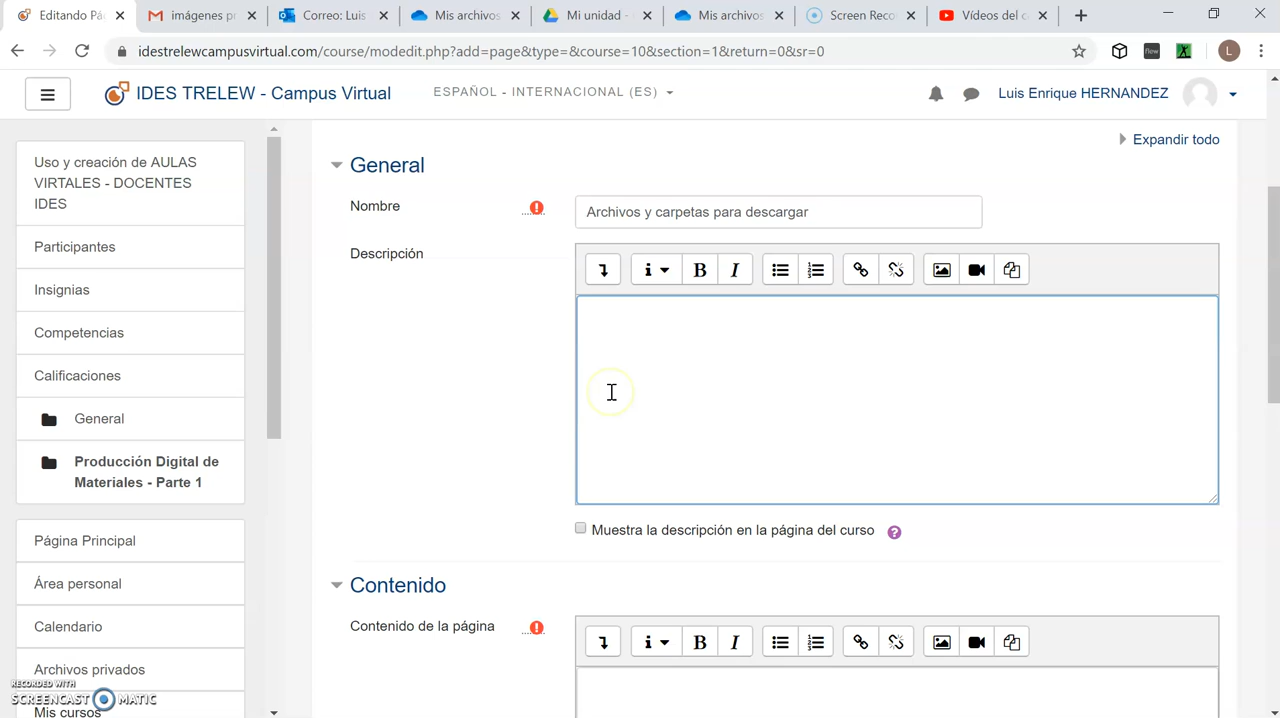 Editando Pá
imágenes pr
Correo: Luis
Mis archivos
Mi unidad -
Mis archivos
Screen Reco
Vídeos del c
idestrelewcampusvirtual.com/course/modedit.php?add=page&type=&course=10&section=1&return=0&sr=0
flew
L
IDES TRELEW - Campus Virtual
ESPAÑOL - INTERNACIONAL (ES)
Luis Enrique HERNANDEZ
Uso y creación de AULAS
VIRTALES - DOCENTES
IDES
Participantes
Insignias
Competencias
Calificaciones
General
Producción Digital de
Materiales - Parte 1
Página Principal
Área personal
Calendario
Archivos privados
Mis cursos
Expandir todo
General
Nombre
Archivos y carpetas para descargar
Descripción
i B I
Muestra la descripción en la página del curso
Contenido
Contenido de la página
i B I
RECORDED WITH
SCREENCAST MATIC